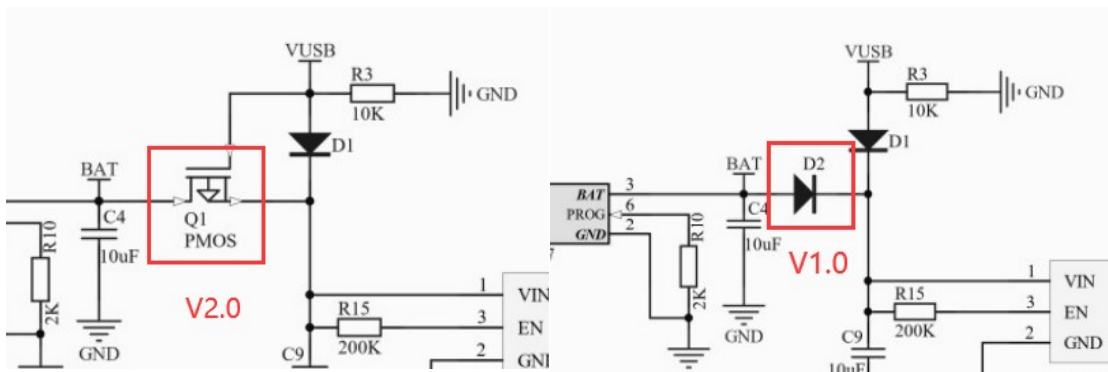 VUSB
R3
GND
10K
D1
BAT
C4
Q1
PMOS
10uF
R10
2K
V2.0
GND
1
VIN
R15
3
EN
200K
2
C9
VUSB
R3
GND
10K
D1
BAT
D2
BAT
3
PROG
6
GND
2
C4
10uF
R10
2K
V1.0
GND
1
VIN
R15
3
EN
200K
C9
2
GND
10uF